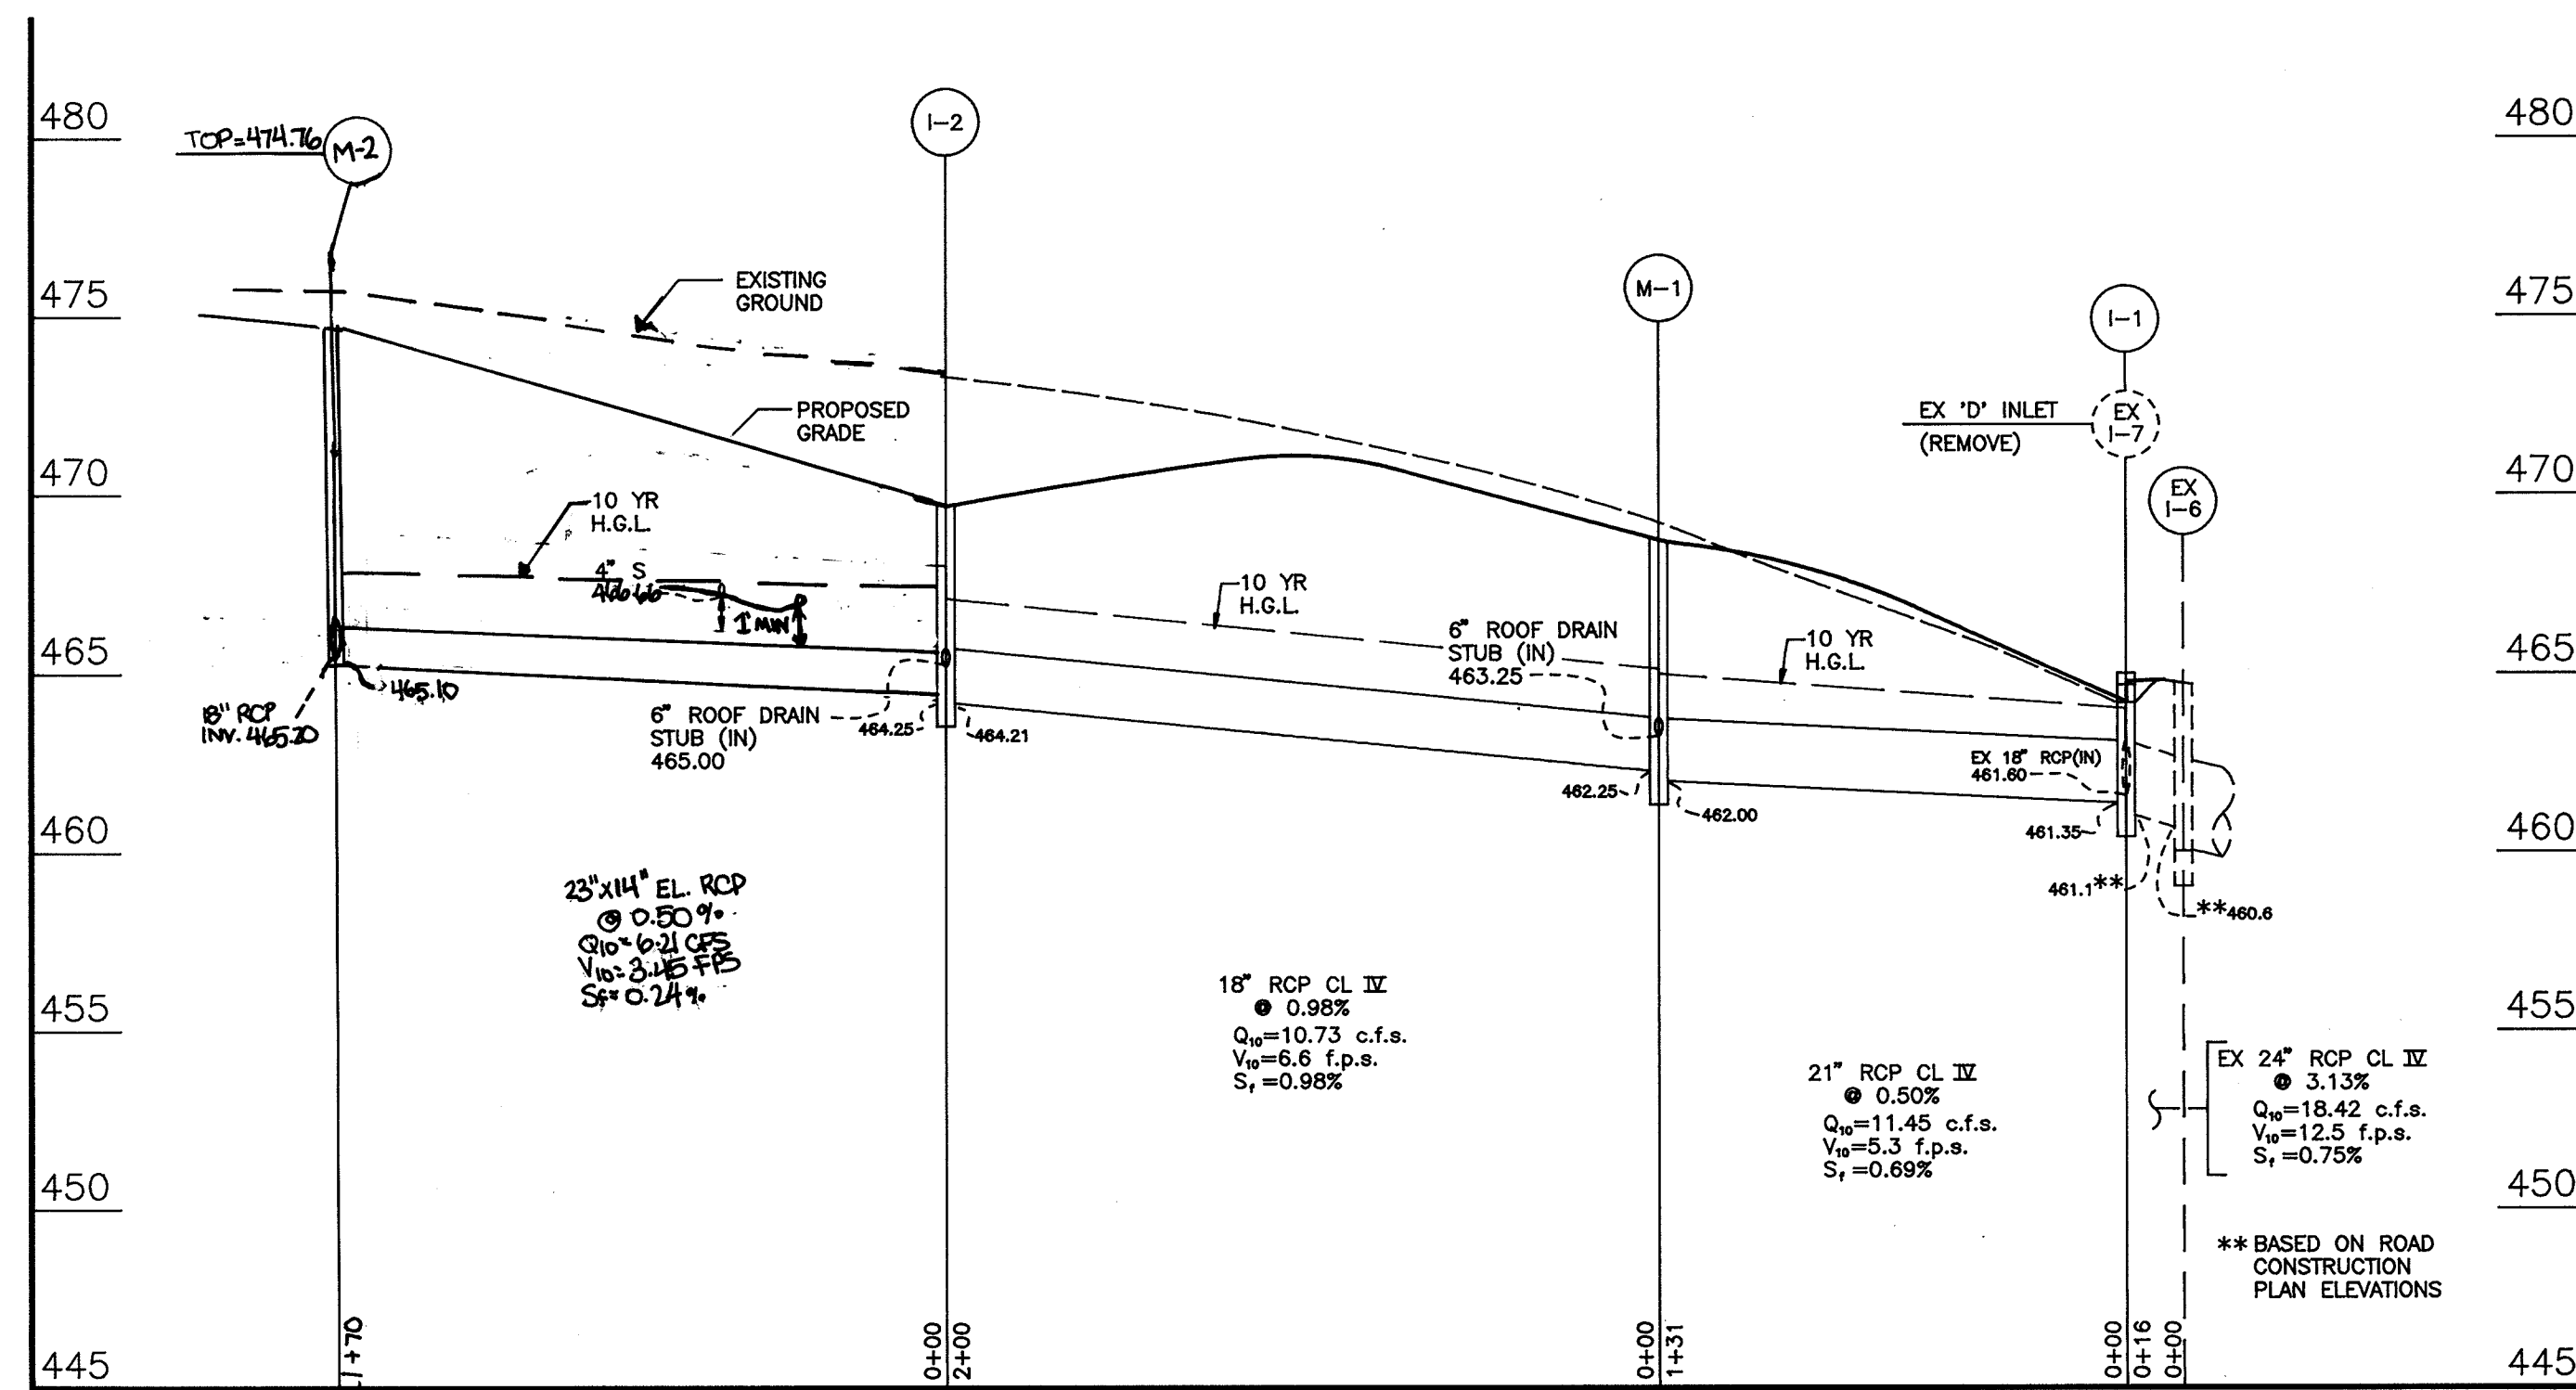 480
475
470
465
460
455
450
445
TOP=474.76
M-2
I-2
M-1
I-1
EX
I-7
EX 'D' INLET
(REMOVE)
EX
I-6
EXISTING
GROUND
PROPOSED
GRADE
10 YR
H.G.L.
4" S
466.66
1' MIN
465.10
18" RCP
INV. 465.20
6" ROOF DRAIN
STUB (IN)
465.00
464.25
464.21
10 YR
H.G.L.
6" ROOF DRAIN
STUB (IN)
463.25
10 YR
H.G.L.
462.25
462.00
EX 18" RCP(IN)
461.60
461.35
461.1**
**460.6
23"X14" EL. RCP
@ 0.50%
Q10=6.21 CFS
V10=3.45 FPS
Sf=0.24%
18" RCP CL IV
@ 0.98%
Q10=10.73 c.f.s.
V10=6.6 f.p.s.
Sf=0.98%
21" RCP CL IV
@ 0.50%
Q10=11.45 c.f.s.
V10=5.3 f.p.s.
Sf=0.69%
EX 24" RCP CL IV
@ 3.13%
Q10=18.42 c.f.s.
V10=12.5 f.p.s.
Sf=0.75%
** BASED ON ROAD
CONSTRUCTION
PLAN ELEVATIONS
1+70
0+00
2+00
0+00
1+31
0+00
0+16
0+00
480
475
470
465
460
455
450
445